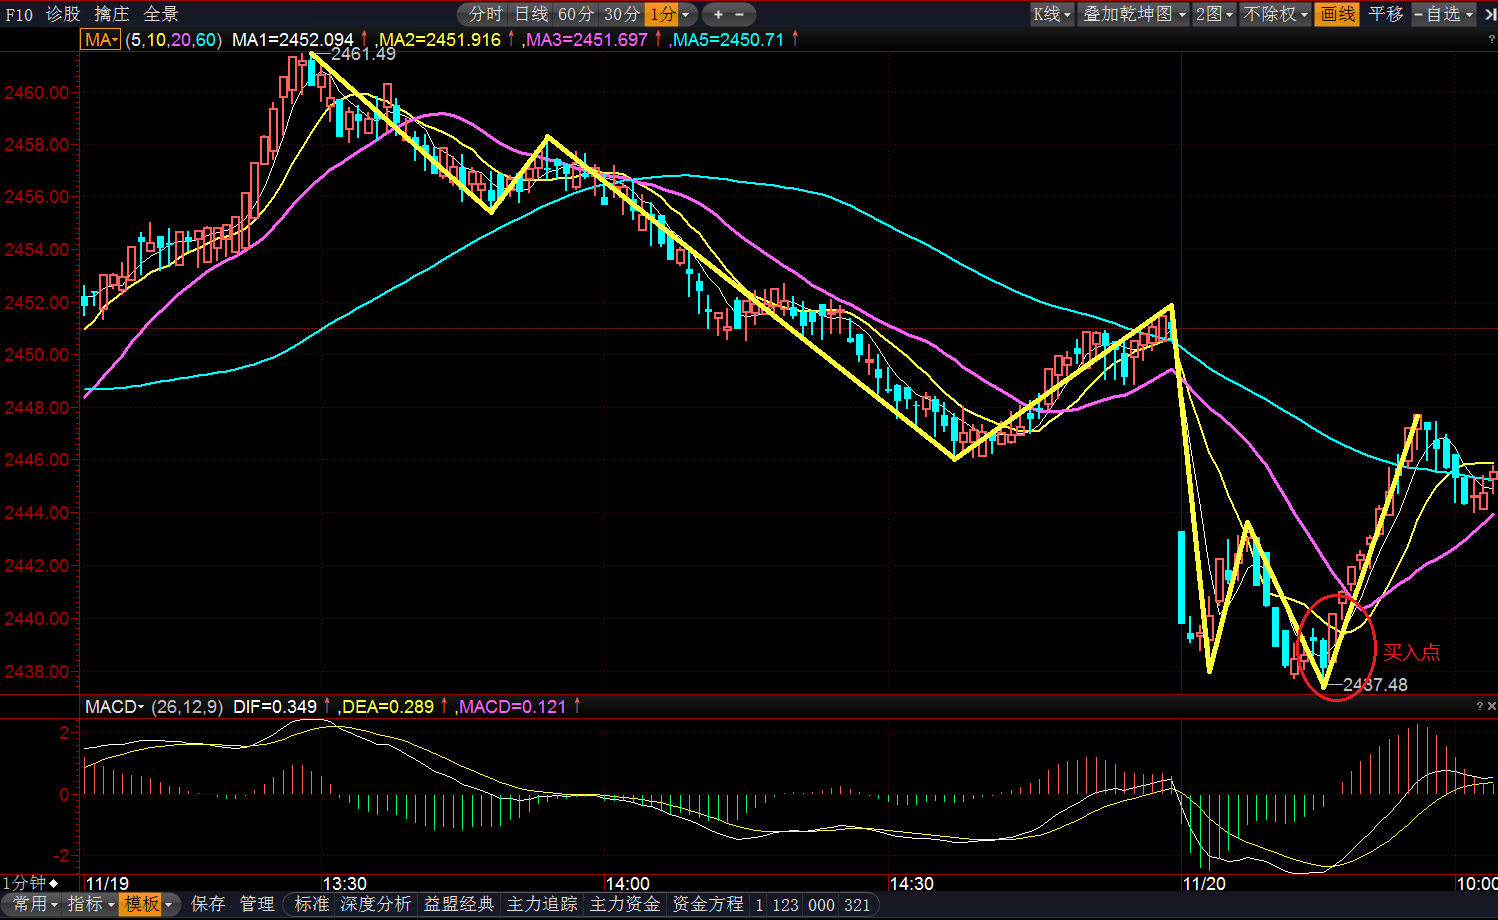 F10 诊股 擒庄 全景 分时 日线 60分 30分 1分 + − K线 叠加乾坤图 2图 不除权 画线 平移 −自选
MA (5,10,20,60) MA1=2452.094↑,MA2=2451.916↑,MA3=2451.697↑,MA5=2450.71↑ ?
2461.49
2460.00
2458.00
2456.00
2454.00
2452.00
2450.00
2448.00
2446.00
2444.00
2442.00
2440.00
买入点
2438.00
2437.48
MACD (26,12,9) DIF=0.349↑,DEA=0.289↑,MACD=0.121↑ ?×
2
0
-2
1分钟◆ 11/19 13:30 14:00 14:30 11/20 10:00
常用 指标 模板 保存 管理 标准 深度分析 益盟经典 主力追踪 主力资金 资金方程 1 123 000 321